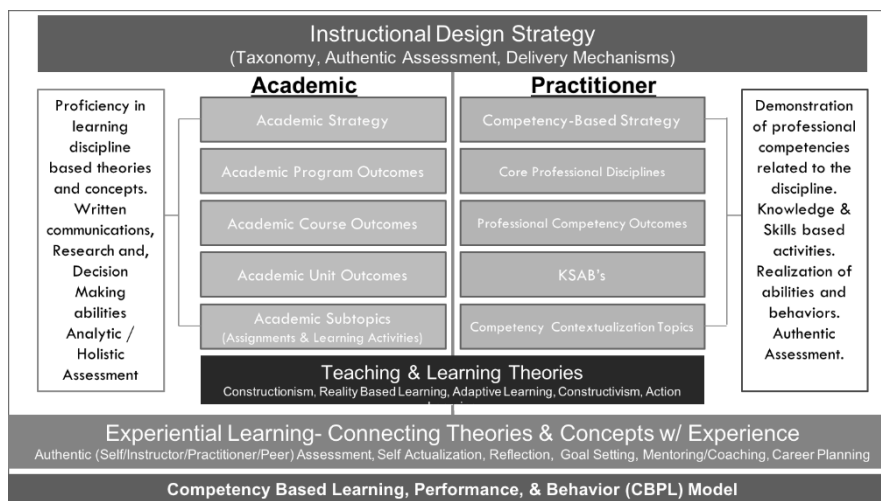 Instructional Design Strategy
(Taxonomy, Authentic Assessment, Delivery Mechanisms)
Academic
Practitioner
Proficiency in
learning
discipline
based theories
and concepts.
Written
communications,
Research and,
Decision
Making
abilities
Analytic /
Holistic
Assessment
Academic Strategy
Academic Program Outcomes
Academic Course Outcomes
Academic Unit Outcomes
Academic Subtopics
(Assignments & Learning Activities)
Competency-Based Strategy
Core Professional Disciplines
Professional Competency Outcomes
KSAB's
Competency Contextualization Topics
Demonstration
of professional
competencies
related to the
discipline.
Knowledge &
Skills based
activities.
Realization of
abilities and
behaviors.
Authentic
Assessment.
Teaching & Learning Theories
Constructionism, Reality Based Learning, Adaptive Learning, Constructivism, Action
Experiential Learning- Connecting Theories & Concepts w/ Experience
Authentic (Self/Instructor/Practitioner/Peer) Assessment, Self Actualization, Reflection, Goal Setting, Mentoring/Coaching, Career Planning
Competency Based Learning, Performance, & Behavior (CBPL) Model